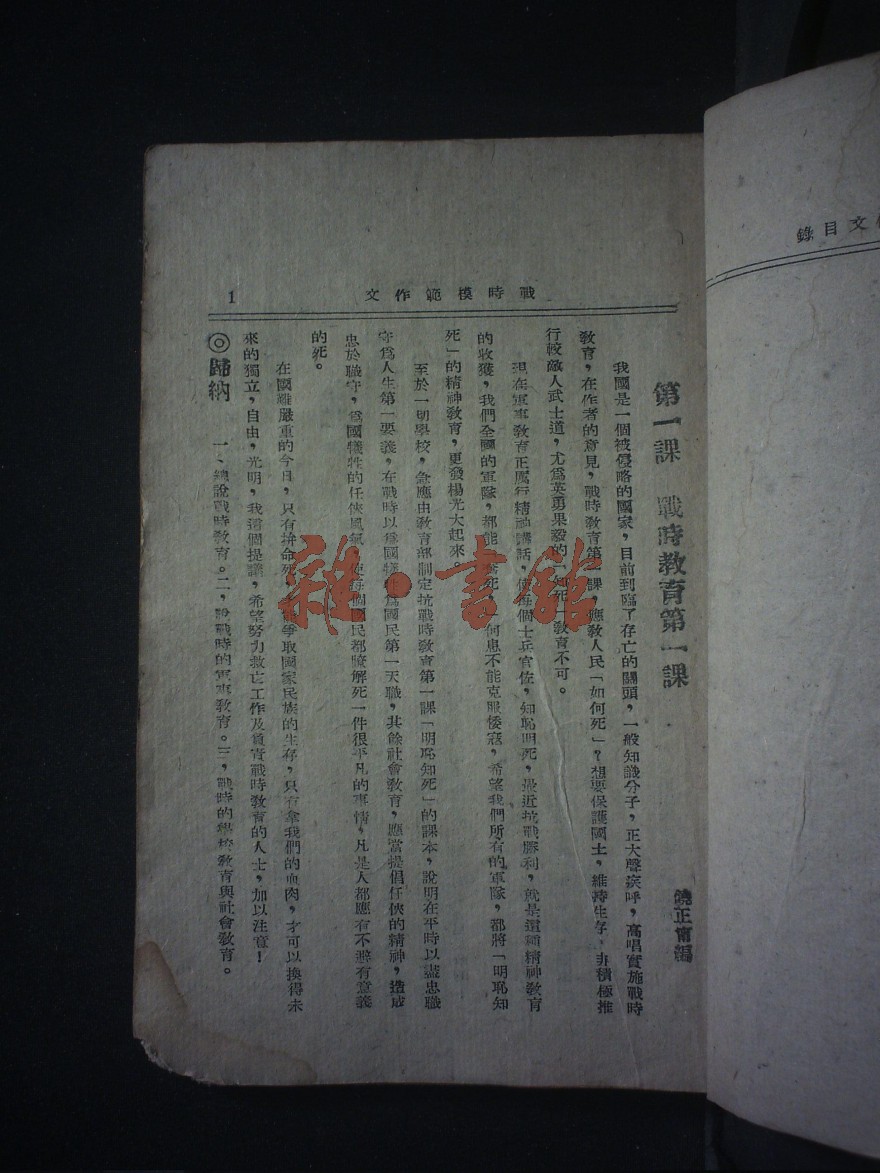 文目錄
戰時模範作文
1
第一課 戰時教育第一課
饒正
編
我國是一個被侵略的國家,目前到臨了存亡的關頭,一般知識分子,正大聲疾呼,高唱實施戰時
教育,在作者的意見,戰時教育第一課,應教人民「如何死」?想要保護國土,維持生存,非積極推
行較敵人武士道,尤爲英勇果毅的「知死」教育不可。
現在軍事教育正厲行精神講話,使每個士兵官佐,知恥明死,最近抗戰勝利,就是這種精神教育
的收獲,我們全國的軍隊,都能
死
何患不能克服倭寇,希望我們所有的軍隊,都將「明恥知
死」的精神教育,更發楊光大起來。
至於一切學校,急應由教育部制定抗戰時教育第一課「明恥知死」的課本,說明在平時以盡忠職
守爲人生第一要義,在戰時以爲國犧
爲國民第一天職,其餘社會教育,應當提倡任俠的精神,造成
忠於職守,爲國犧牲的任俠風氣,使每個國民都瞭解死一件很平凡的事情,凡是人都應有不避有意義
的死。
在國難嚴重的今日,只有拚命死
爭取國家民族的生存,只有拿我們的血肉,才可以換得未
來的獨立,自由,光明,我這個提議,希望努力救亡工作及負責戰時教育的人士,加以注意!
◎歸納 一、總說戰時教育。二,說戰時的軍事教育。三,戰時的學校教育與社會教育。
雜·書館